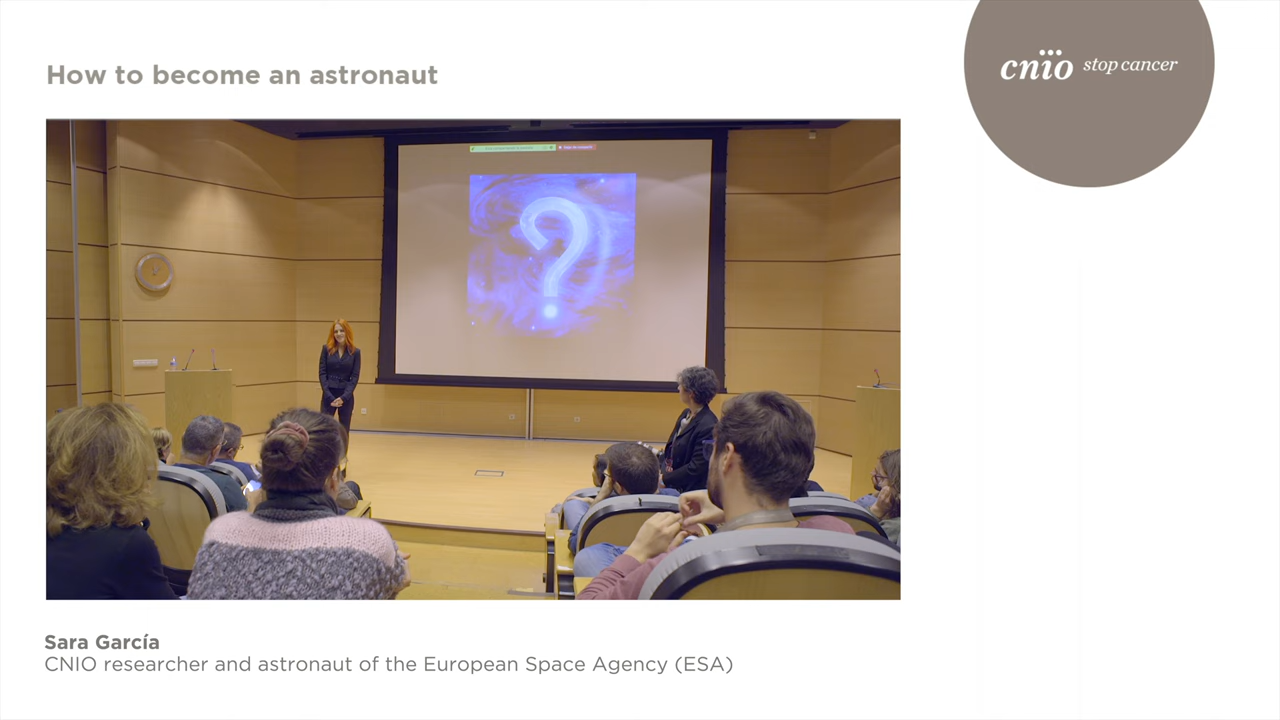 How to become an astronaut
cnio stop cancer
?
Sara García
CNIO researcher and astronaut of the European Space Agency (ESA)